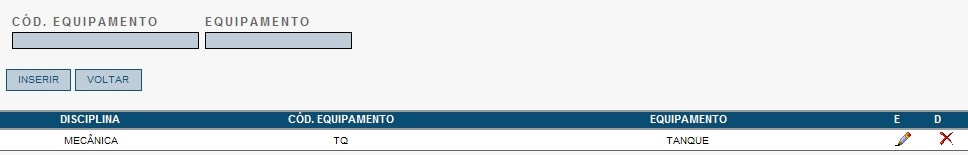 CÓD. EQUIPAMENTO EQUIPAMENTO
INSERIR VOLTAR
DISCIPLINA CÓD. EQUIPAMENTO EQUIPAMENTO E D
MECÂNICA TQ TANQUE